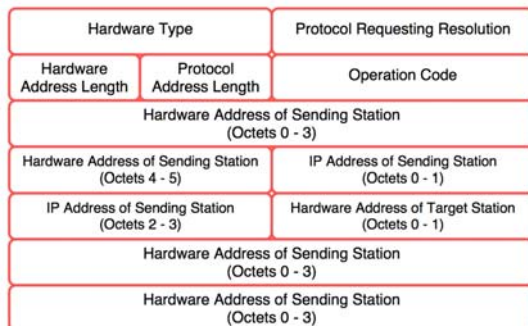 Hardware Type
Protocol Requesting Resolution
Hardware
Address Length
Protocol
Address Length
Operation Code
Hardware Address of Sending Station
(Octets 0 - 3)
Hardware Address of Sending Station
(Octets 4 - 5)
IP Address of Sending Station
(Octets 0 - 1)
IP Address of Sending Station
(Octets 2 - 3)
Hardware Address of Target Station
(Octets 0 - 1)
Hardware Address of Sending Station
(Octets 0 - 3)
Hardware Address of Sending Station
(Octets 0 - 3)